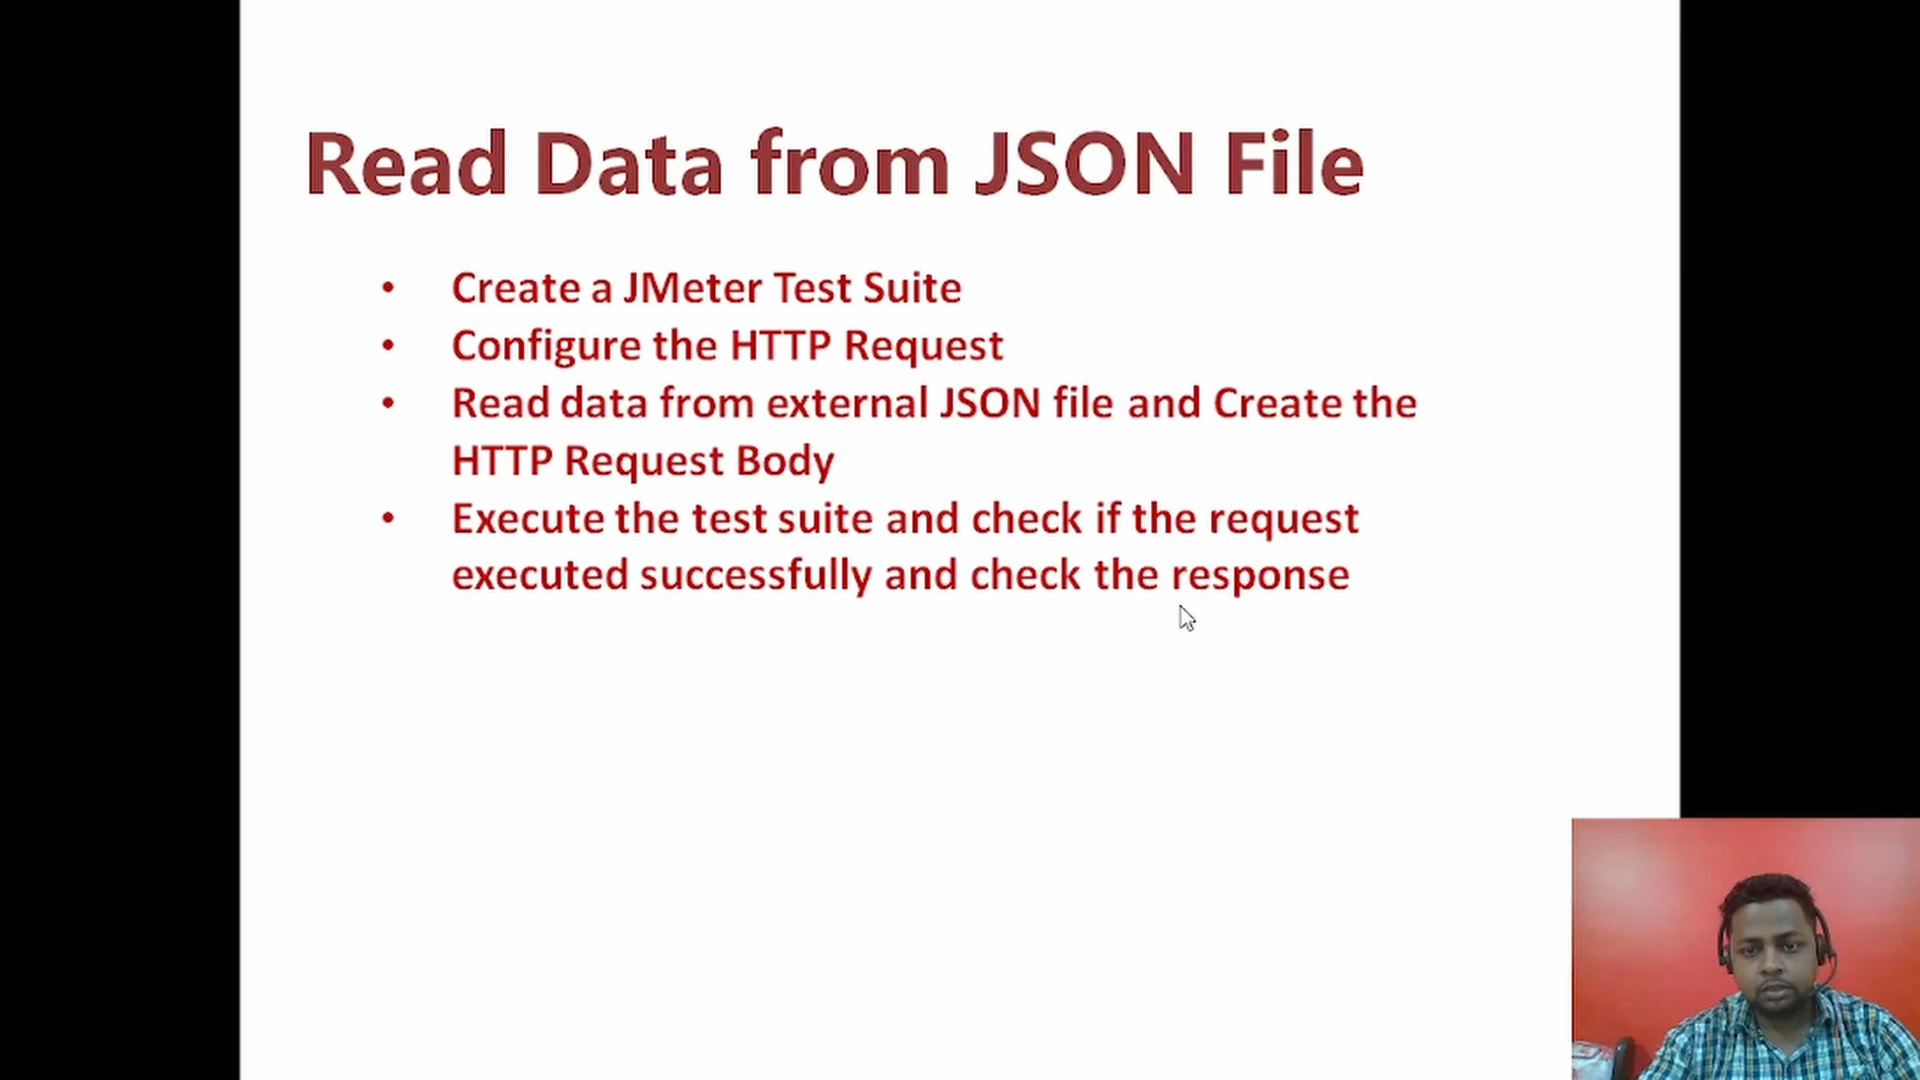 Read Data from JSON File
• Create a JMeter Test Suite
• Configure the HTTP Request
• Read data from external JSON file and Create the
HTTP Request Body
• Execute the test suite and check if the request
executed successfully and check the response